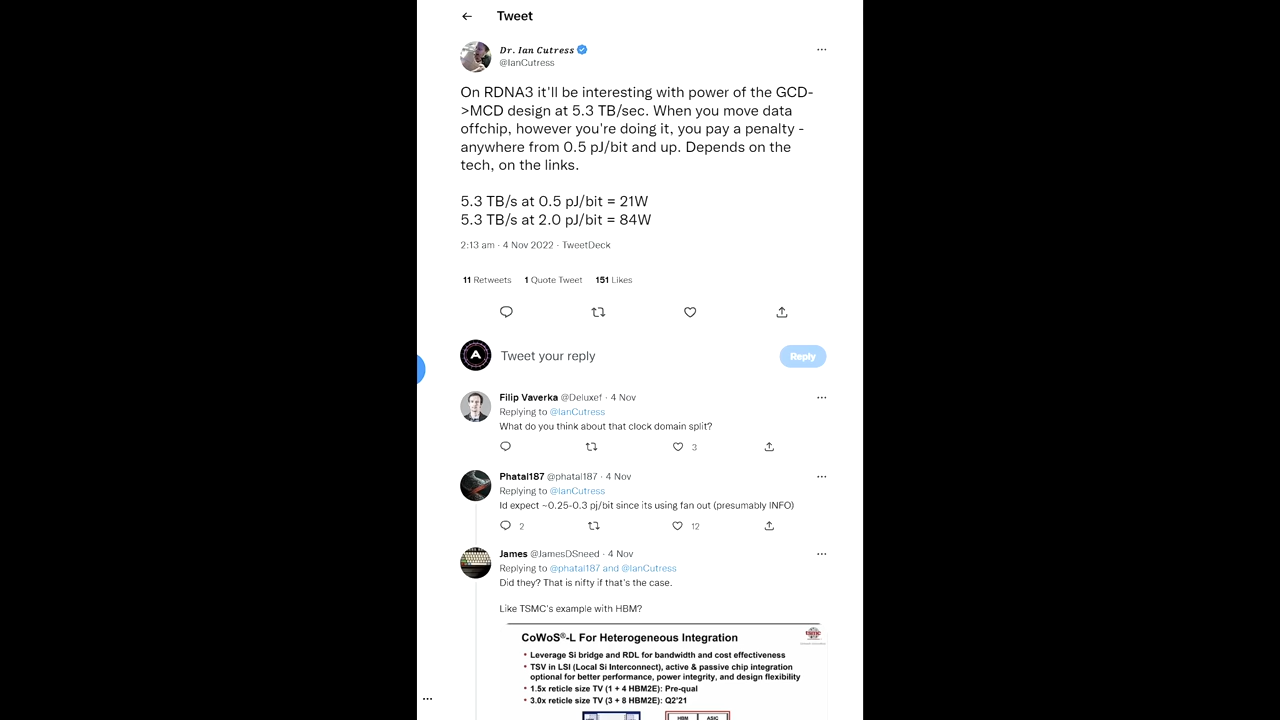 Tweet
Dr. Ian Cutress
@IanCutress
On RDNA3 it'll be interesting with power of the GCD-
>MCD design at 5.3 TB/sec. When you move data
offchip, however you're doing it, you pay a penalty -
anywhere from 0.5 pJ/bit and up. Depends on the
tech, on the links.
5.3 TB/s at 0.5 pJ/bit = 21W
5.3 TB/s at 2.0 pJ/bit = 84W
2:13 am · 4 Nov 2022 · TweetDeck
11 Retweets 1 Quote Tweet 151 Likes
A
Tweet your reply
Reply
Filip Vaverka @Deluxef · 4 Nov
Replying to @IanCutress
What do you think about that clock domain split?
3
Phatal187 @phatal187 · 4 Nov
Replying to @IanCutress
Id expect ~0.25-0.3 pj/bit since its using fan out (presumably INFO)
2 12
James @JamesDSneed · 4 Nov
Replying to @phatal187 and @IanCutress
Did they? That is nifty if that's the case.
Like TSMC's example with HBM?
CoWoS®-L For Heterogeneous Integration
tsmc
• Leverage Si bridge and RDL for bandwidth and cost effectiveness
• TSV in LSI (Local Si Interconnect), active & passive chip integration
optional for better performance, power integrity, and design flexibility
• 1.5x reticle size TV (1 + 4 HBM2E): Pre-qual
• 3.0x reticle size TV (3 + 8 HBM2E): Q2'21
HBM ASIC